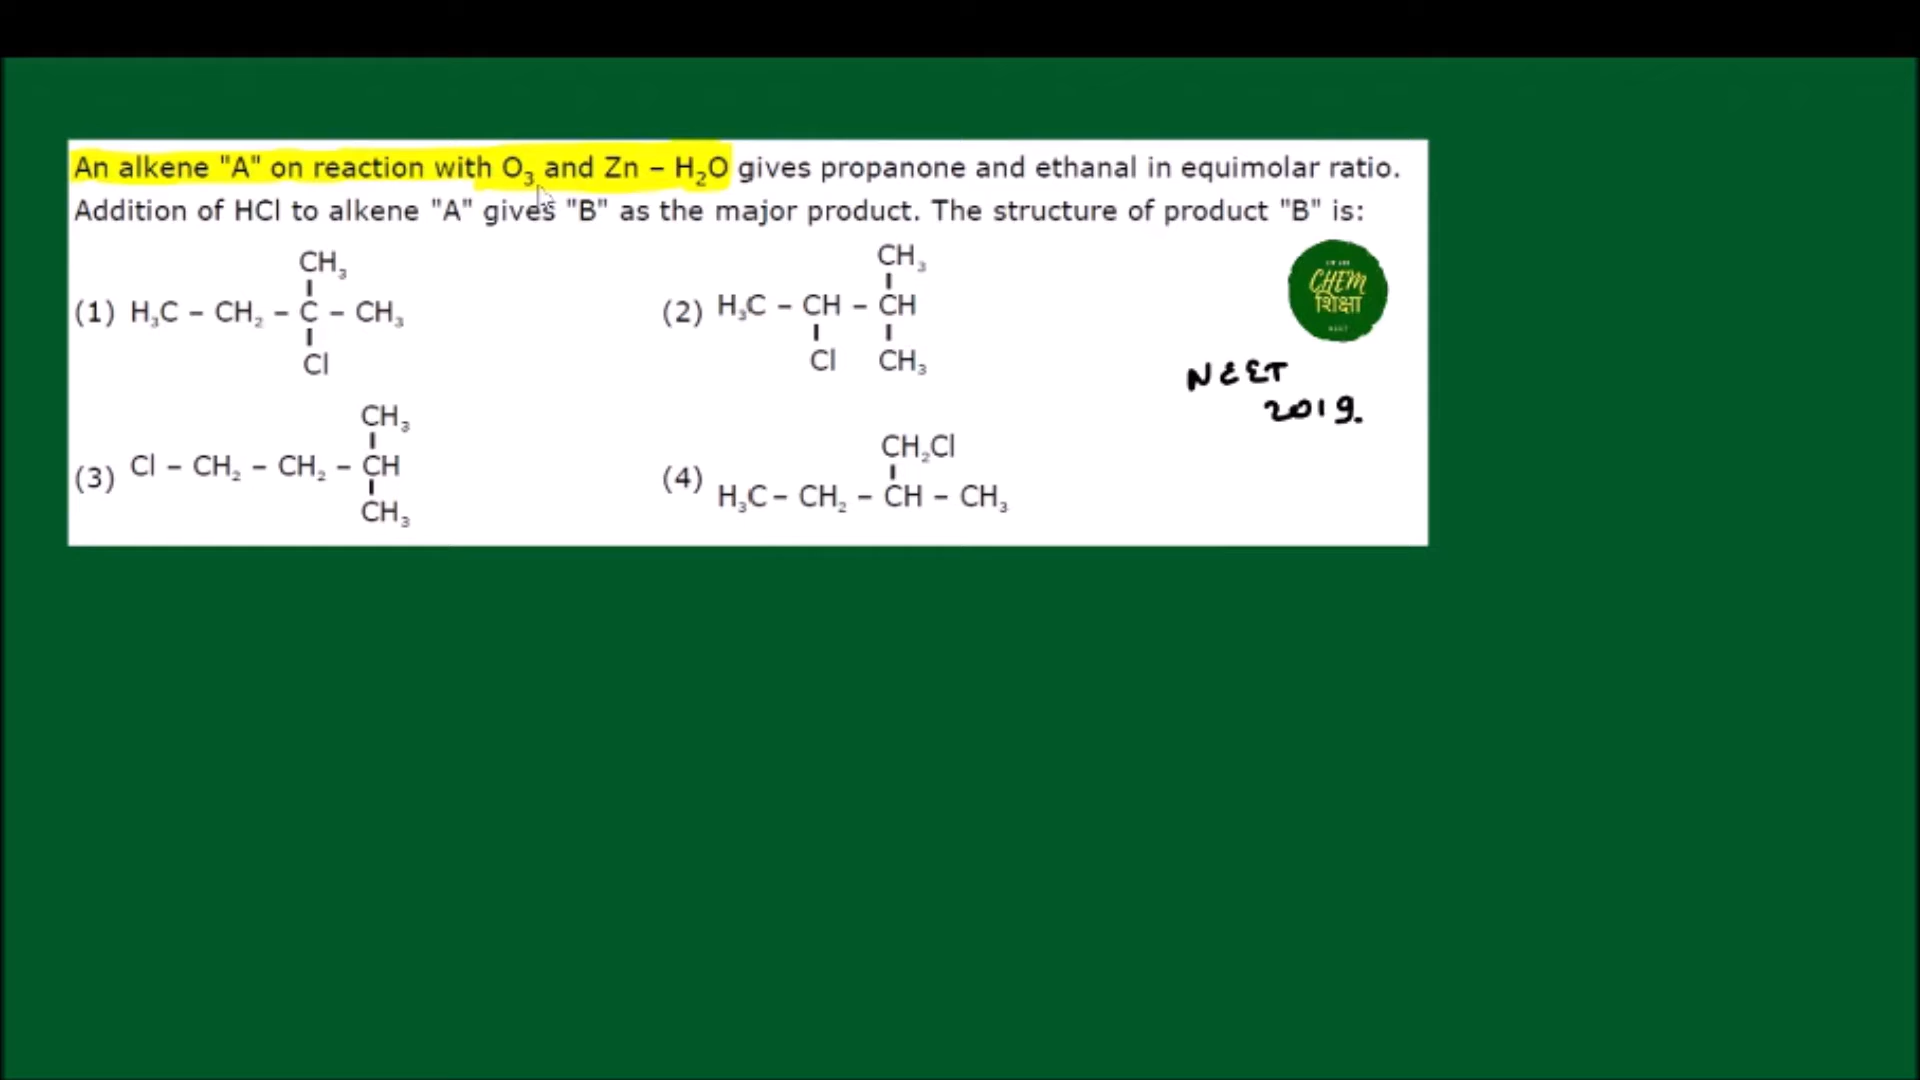 An alkene "A" on reaction with O₃ and Zn – H₂O gives propanone and ethanal in equimolar ratio.
Addition of HCl to alkene "A" gives "B" as the major product. The structure of product "B" is:
CH₃
(1) H₃C – CH₂ – C – CH₃
Cl
CH₃
(2) H₃C – CH – CH
Cl CH₃
CHEM
शिक्षा
NEET
NEET
2019.
CH₃
(3) Cl – CH₂ – CH₂ – CH
CH₃
CH₂Cl
(4) H₃C – CH₂ – CH – CH₃